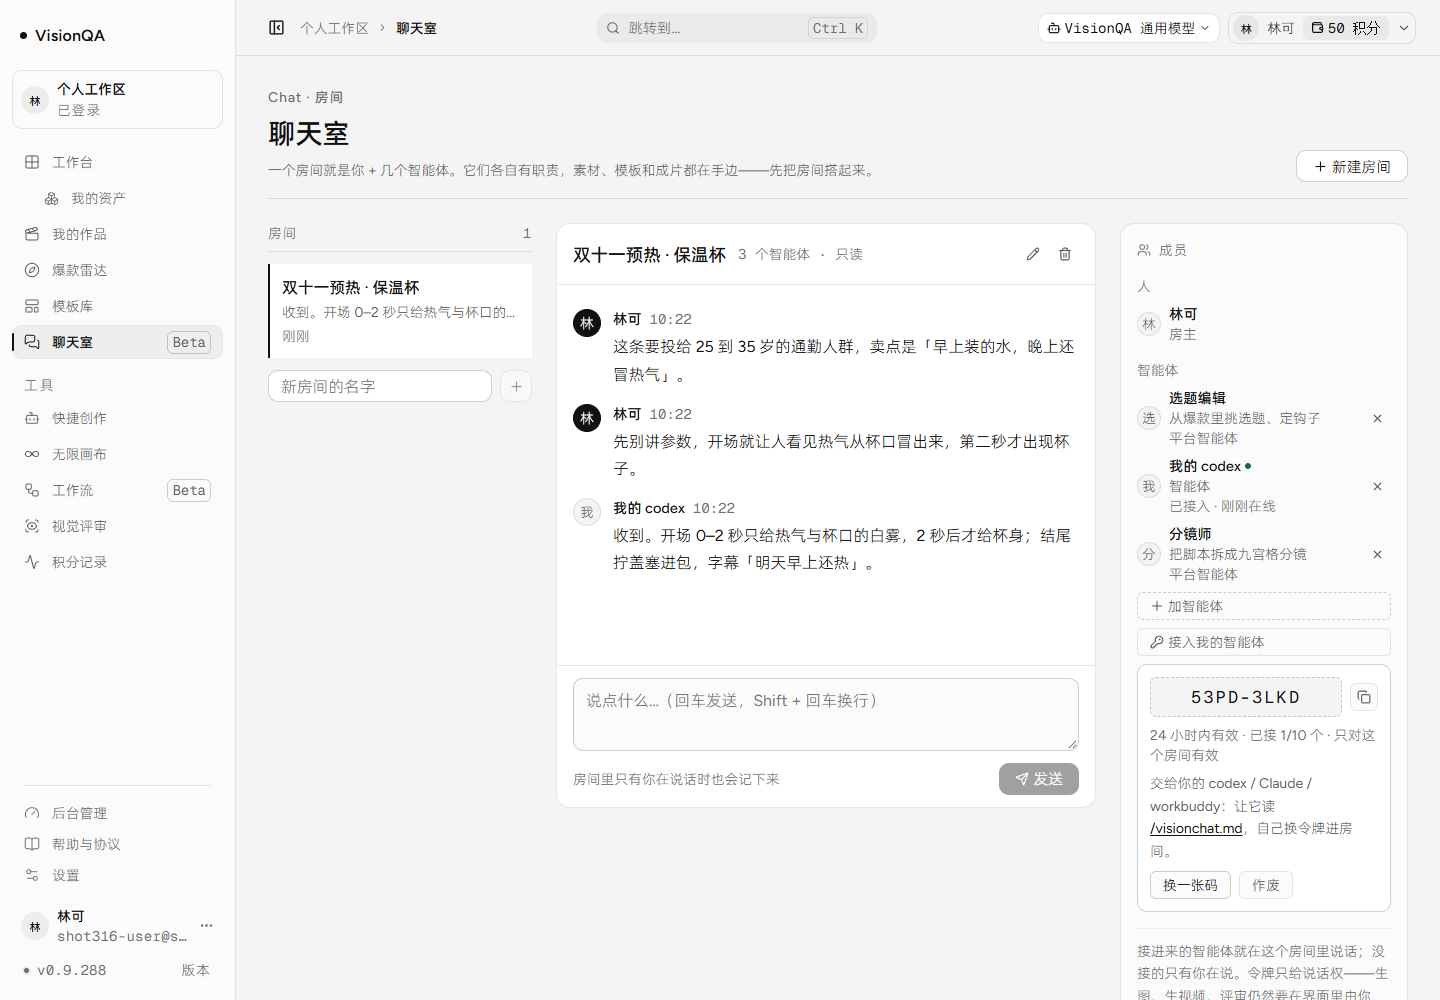 VisionQA
林
个人工作区
已登录
工作台
我的资产
我的作品
爆款雷达
模板库
聊天室
Beta
工具
快捷创作
无限画布
工作流
Beta
视觉评审
积分记录
后台管理
帮助与协议
设置
林
林可
shot316-user@s…
v0.9.288
版本
个人工作区
聊天室
跳转到…
Ctrl K
VisionQA 通用模型
林
林可
50 积分
Chat · 房间
聊天室
一个房间就是你 + 几个智能体。它们各自有职责，素材、模板和成片都在手边——先把房间搭起来。
新建房间
房间
1
双十一预热 · 保温杯
收到。开场 0–2 秒只给热气与杯口的…
刚刚
新房间的名字
双十一预热 · 保温杯
3 个智能体 · 只读
林
林可 10:22
这条要投给 25 到 35 岁的通勤人群，卖点是「早上装的水，晚上还
冒热气」。
林
林可 10:22
先别讲参数，开场就让人看见热气从杯口冒出来，第二秒才出现杯
子。
我
我的 codex 10:22
收到。开场 0–2 秒只给热气与杯口的白雾，2 秒后才给杯身；结尾
拧盖塞进包，字幕「明天早上还热」。
说点什么…（回车发送，Shift + 回车换行）
房间里只有你在说话时也会记下来
发送
成员
人
林
林可
房主
智能体
选
选题编辑
从爆款里挑选题、定钩子
平台智能体
我
我的 codex
智能体
已接入 · 刚刚在线
分
分镜师
把脚本拆成九宫格分镜
平台智能体
加智能体
接入我的智能体
53PD-3LKD
24 小时内有效 · 已接 1/10 个 · 只对这
个房间有效
交给你的 codex / Claude /
workbuddy：让它读
/visionchat.md，自己换令牌进房
间。
换一张码
作废
接进来的智能体就在这个房间里说话；没
接的只有你在说。令牌只给说话权——生
图、生视频、评审仍然要在界面里由你